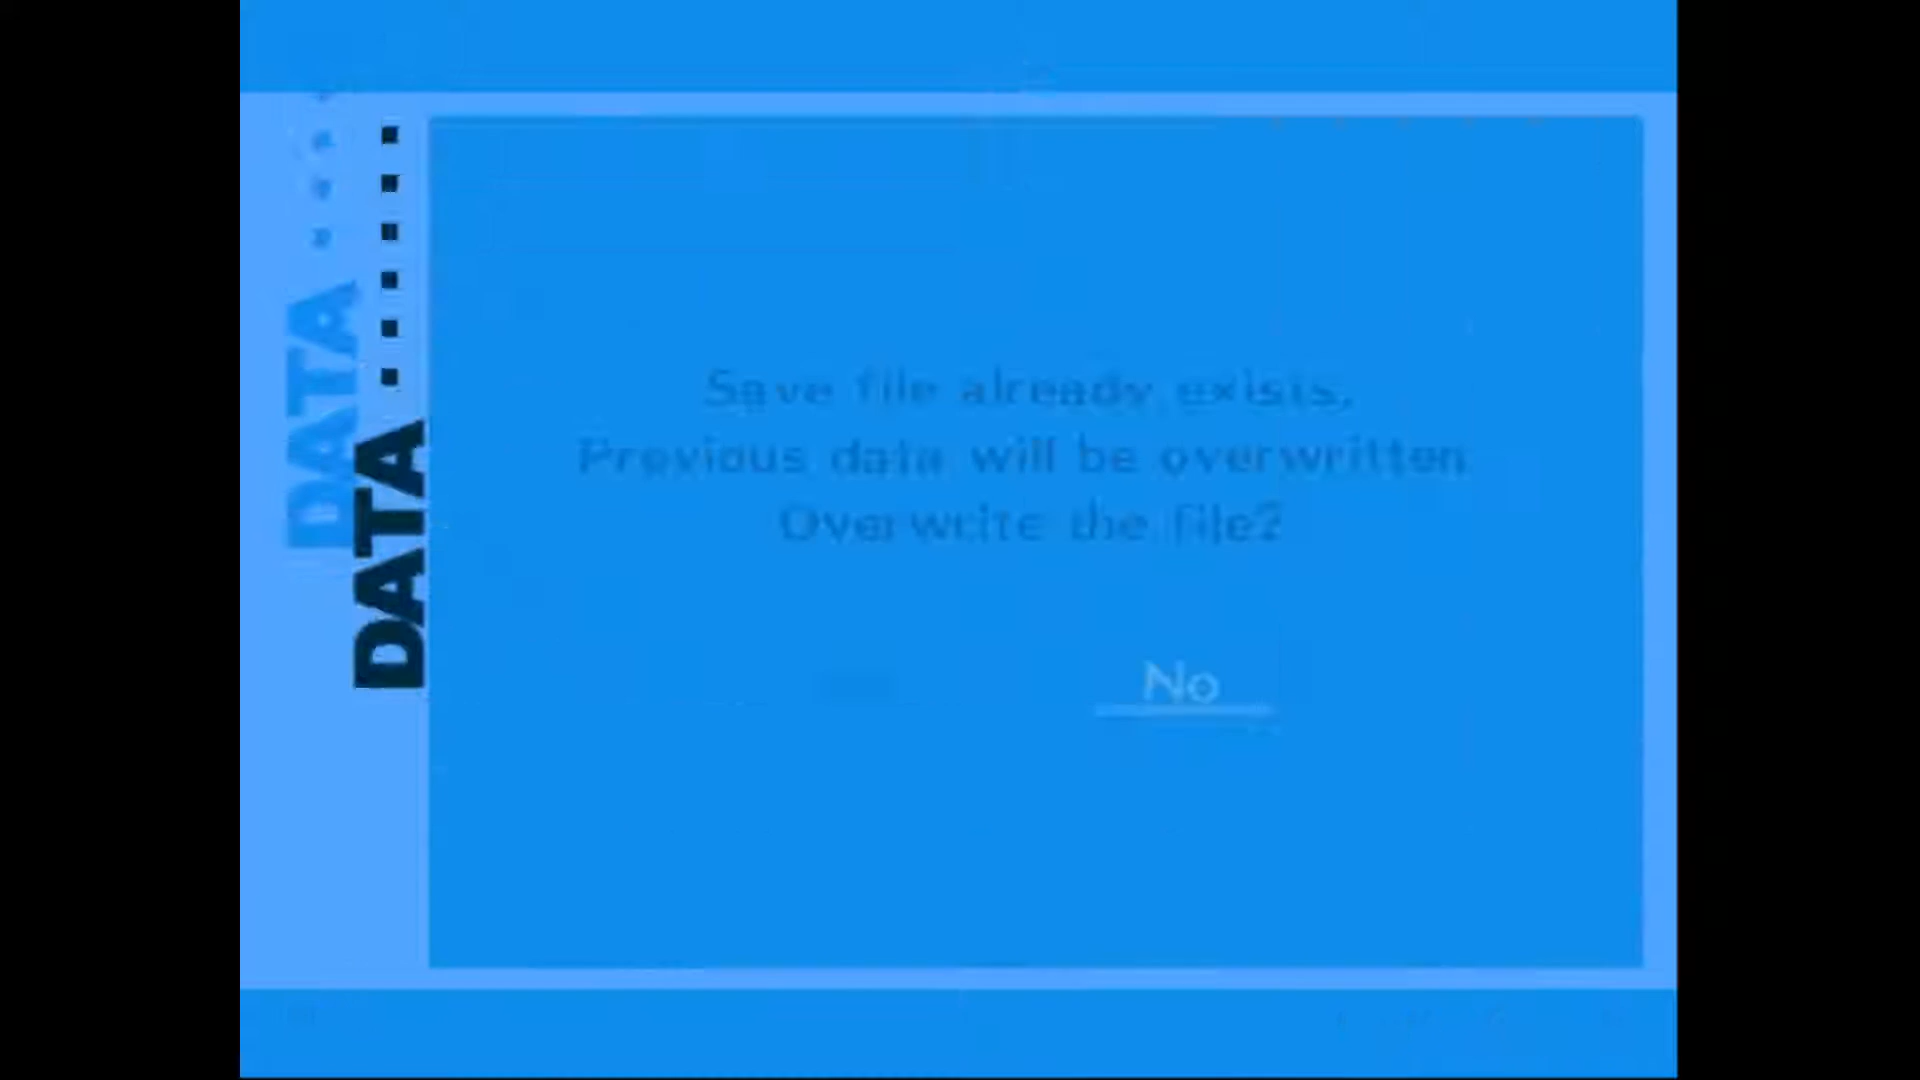 DATA
DATA
Save file already exists.
Previous data will be overwritten.
Overwrite the file?
No